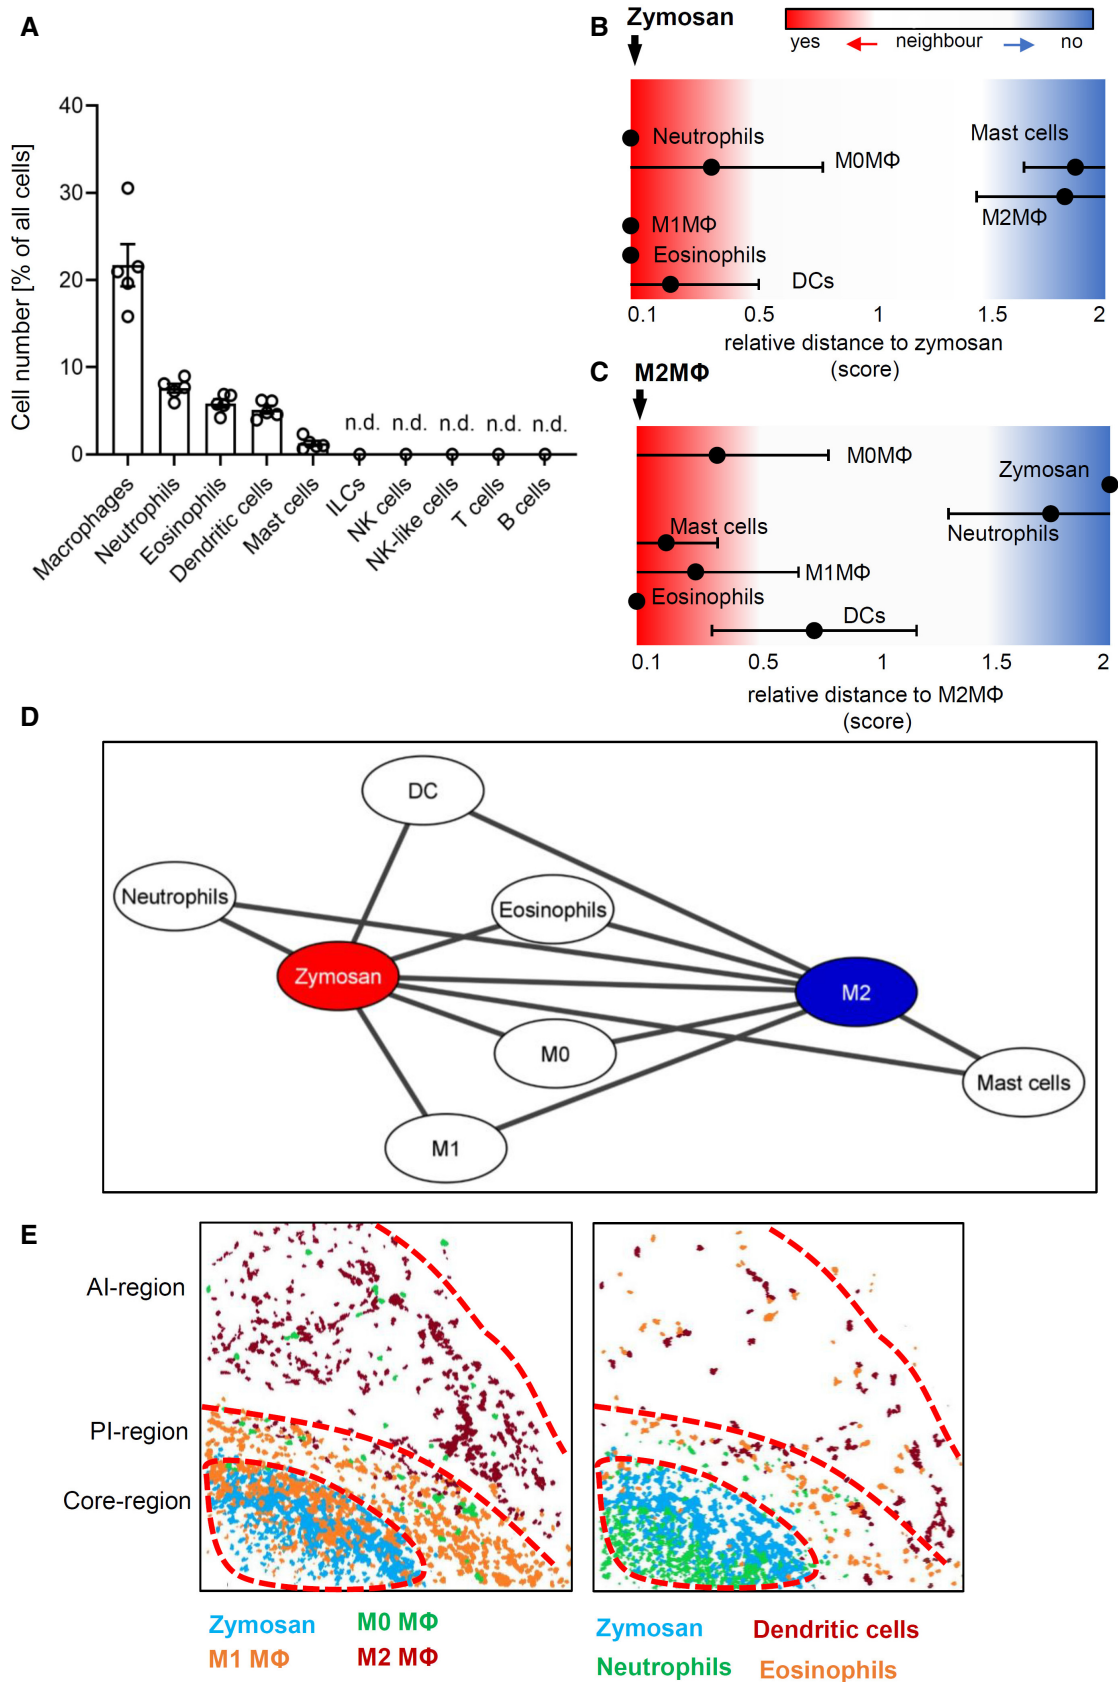 A
Cell number [% of all cells]
40
30
20
10
0
n.d. n.d. n.d. n.d. n.d.
Macrophages
Neutrophils
Eosinophils
Dendritic cells
Mast cells
ILCs
NK cells
NK-like cells
T cells
B cells
B
Zymosan
yes neighbour no
Neutrophils
Mast cells
M0MΦ
M2MΦ
M1MΦ
Eosinophils
DCs
0.1 0.5 1 1.5 2
relative distance to zymosan
(score)
C
M2MΦ
M0MΦ
Zymosan
Neutrophils
Mast cells
M1MΦ
Eosinophils
DCs
0.1 0.5 1 1.5 2
relative distance to M2MΦ
(score)
D
DC
Neutrophils
Eosinophils
Zymosan
M2
M0
Mast cells
M1
E
AI-region
PI-region
Core-region
Zymosan
M0 MΦ
M1 MΦ
M2 MΦ
Zymosan
Dendritic cells
Neutrophils
Eosinophils